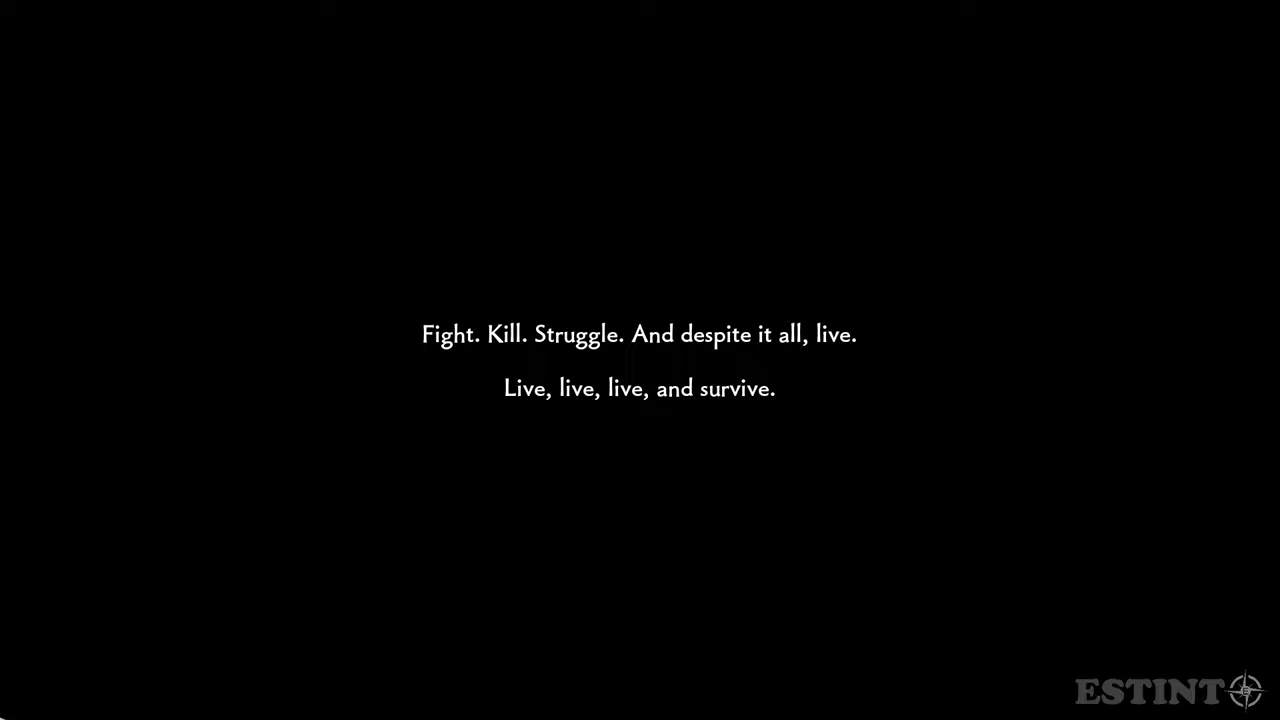 Fight. Kill. Struggle. And despite it all, live.
Live, live, live, and survive.
ESTINT